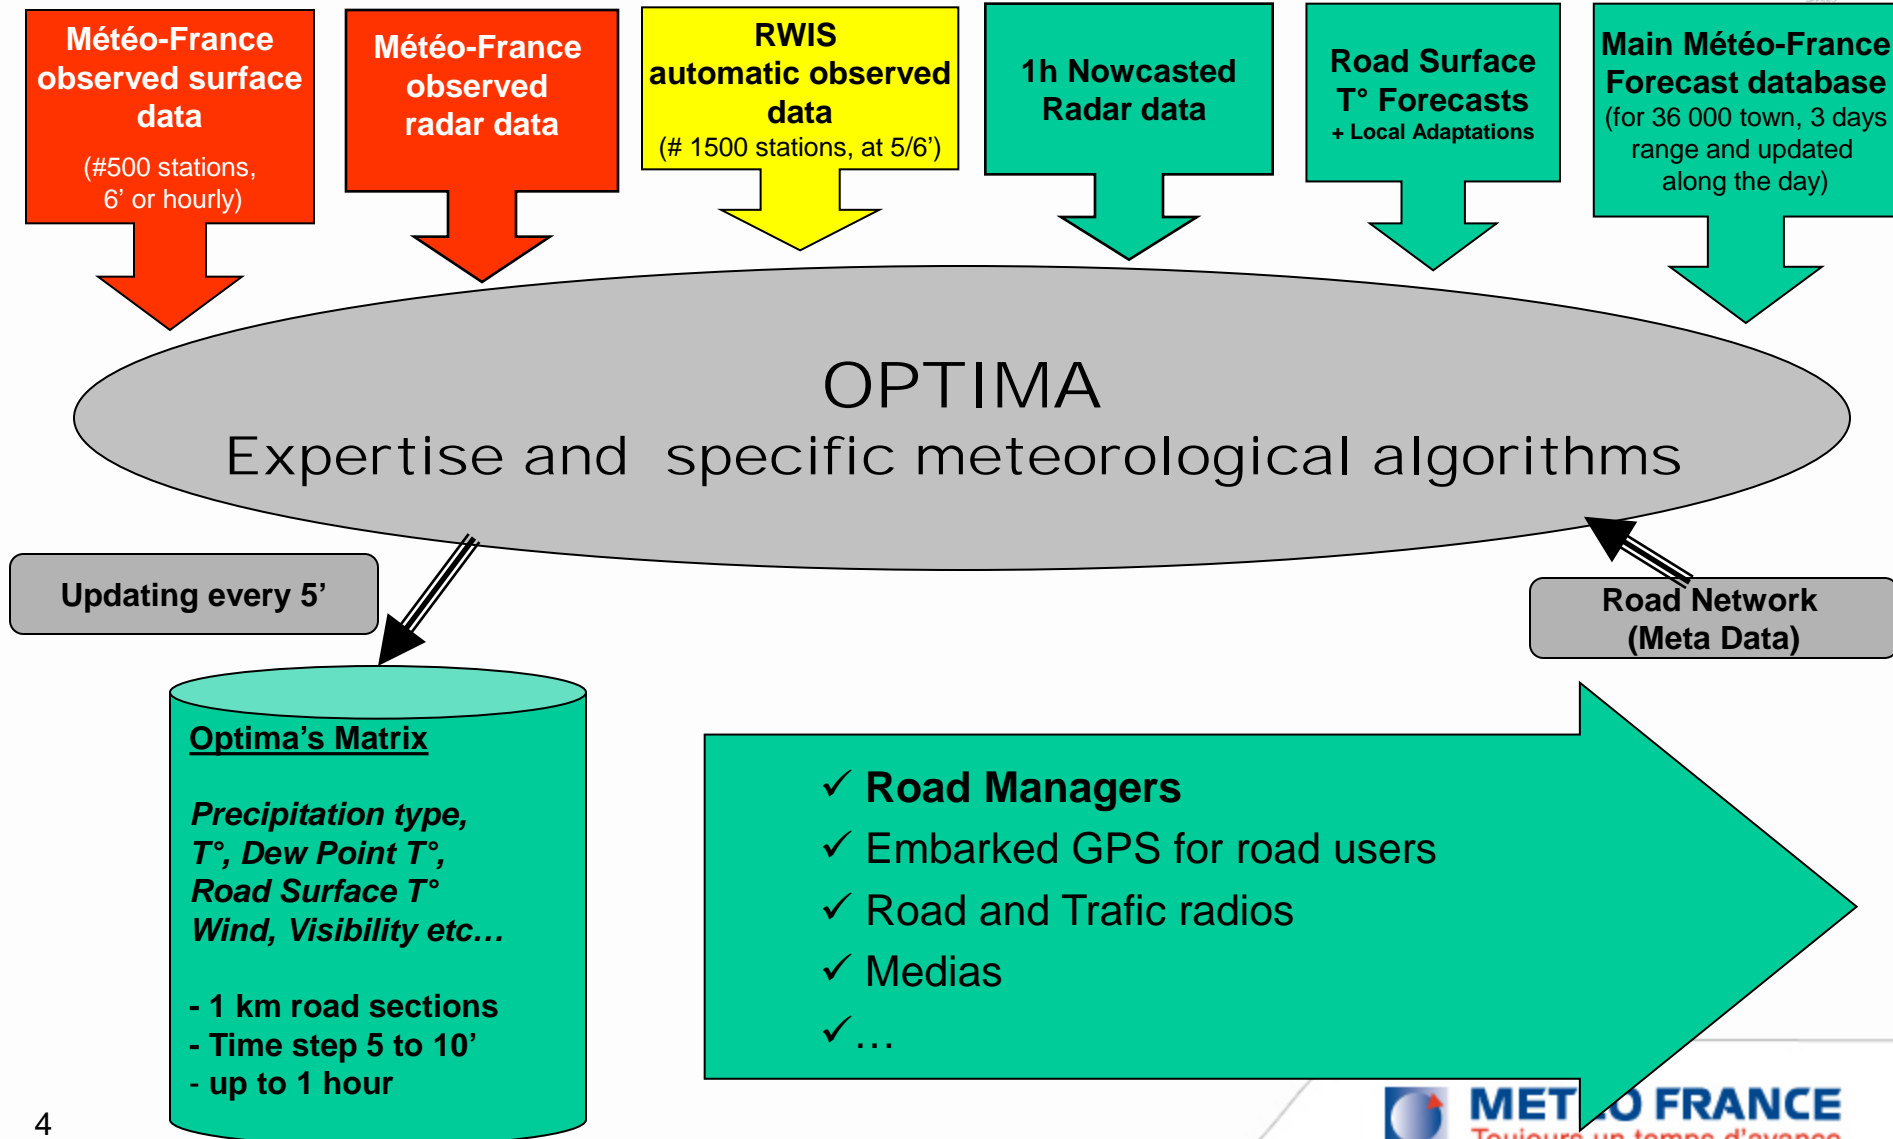 Météo-France
observed surface
data
(#500 stations,
6’ or hourly)
Météo-France
observed
radar data
RWIS
automatic observed
data
(# 1500 stations, at 5/6’)
1h Nowcasted
Radar data
Road Surface
T° Forecasts
+ Local Adaptations
Main Météo-France
Forecast database
(for 36 000 town, 3 days
range and updated
along the day)
OPTIMA
Expertise and specific meteorological algorithms
Updating every 5’
Road Network
(Meta Data)
Optima’s Matrix
Precipitation type,
T°, Dew Point T°,
Road Surface T°
Wind, Visibility etc…
- 1 km road sections
- Time step 5 to 10’
- up to 1 hour
✓ Road Managers
✓ Embarked GPS for road users
✓ Road and Trafic radios
✓ Medias
✓ …
4
FRANCE
Toujours un temps d'avance